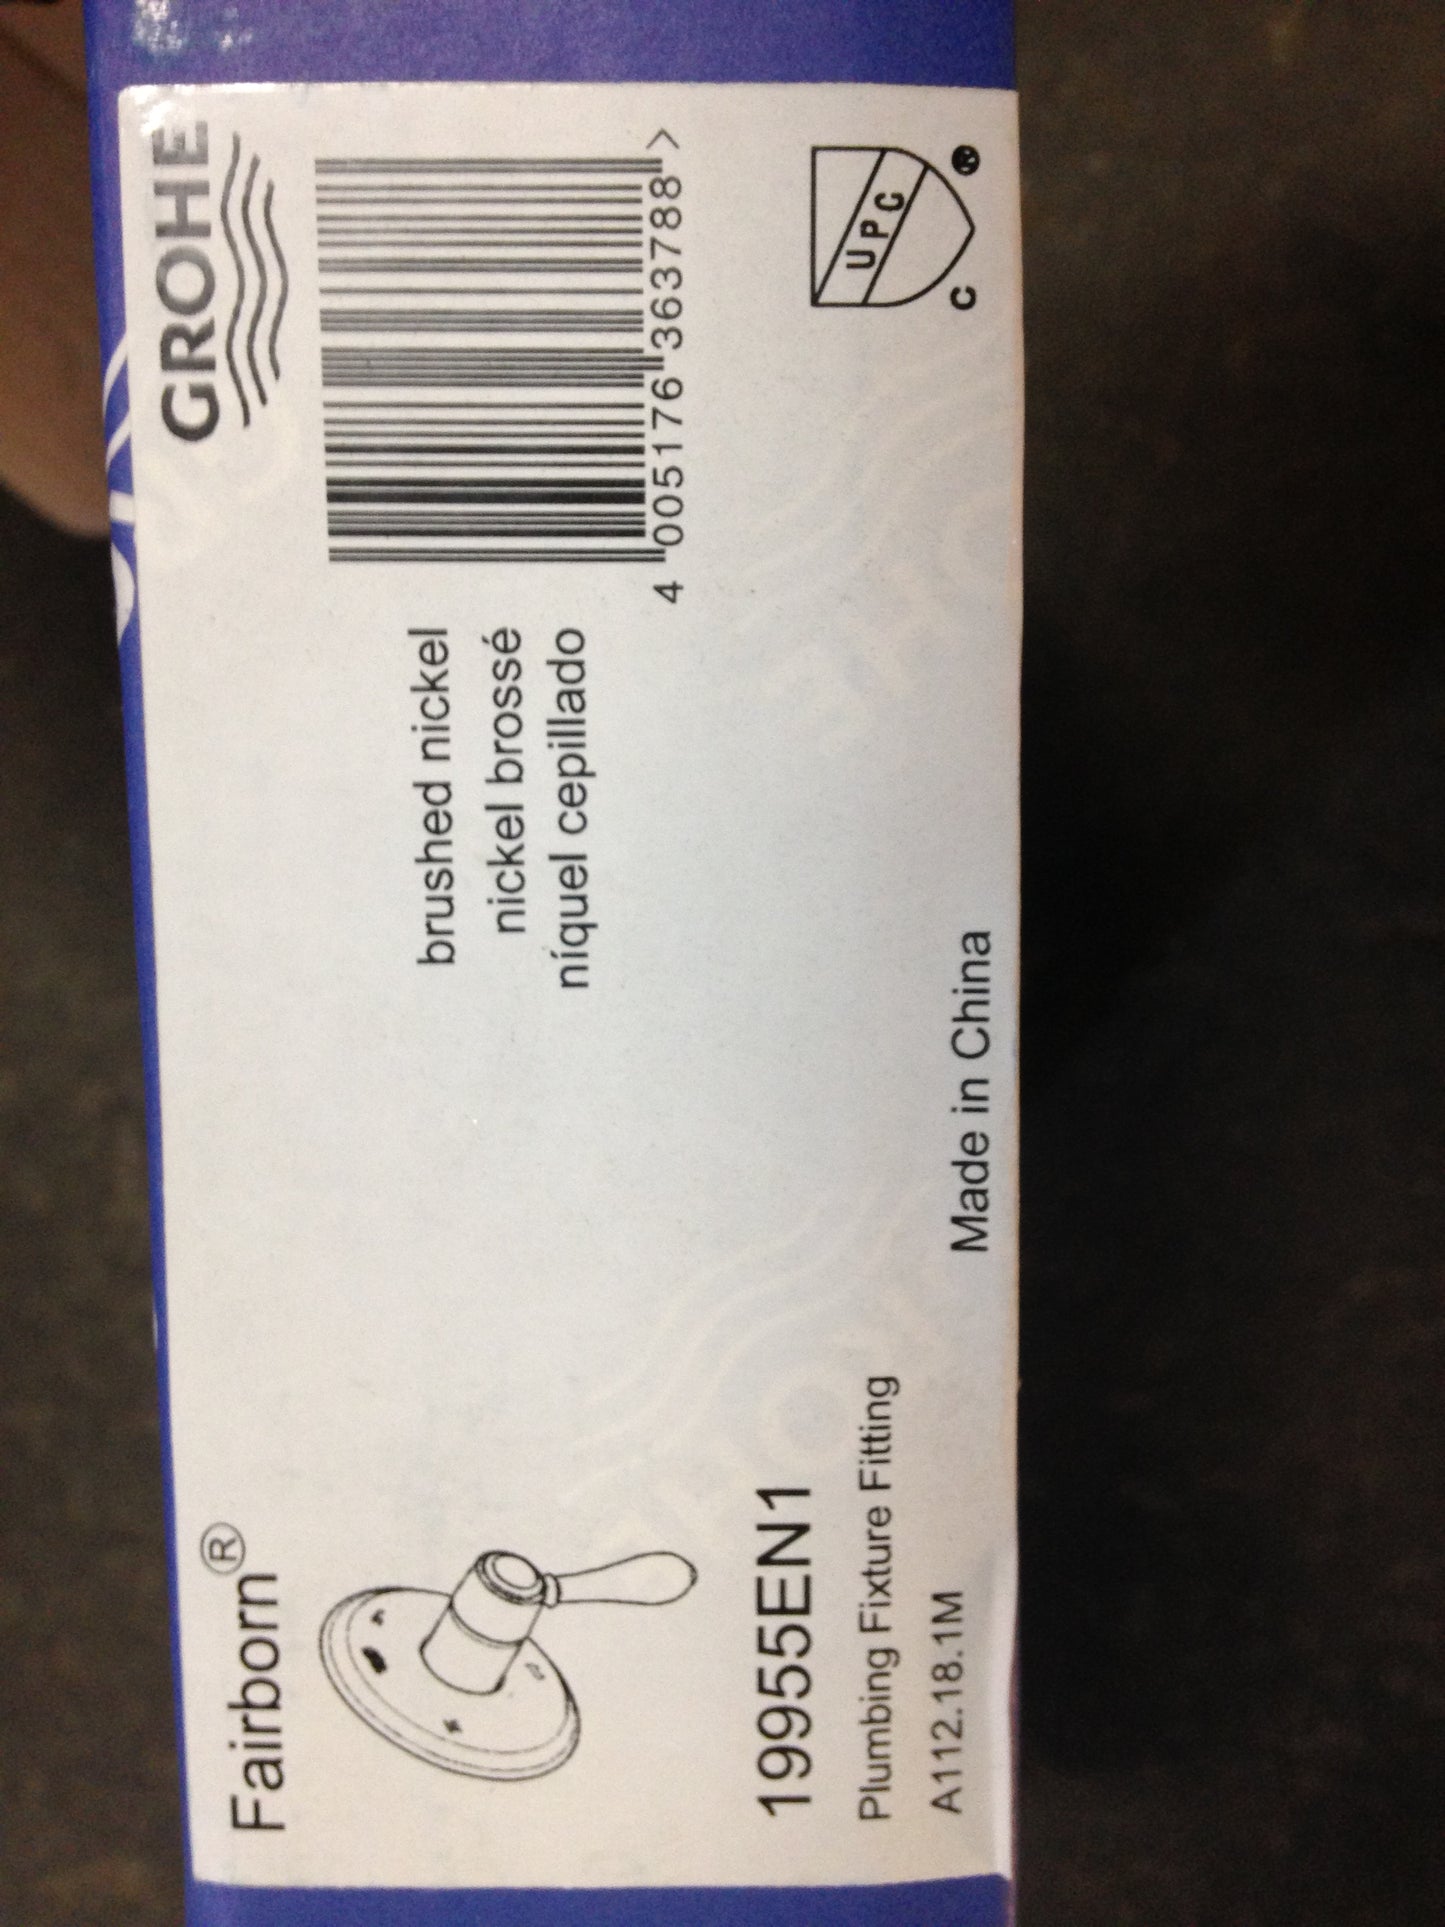 Fairborn®
GROHE
brushed nickel
nickel brossé
níquel cepillado
4 005176 363788 >
19955EN1
Plumbing Fixture Fitting
A112.18.1M
Made in China
UPC
C ®